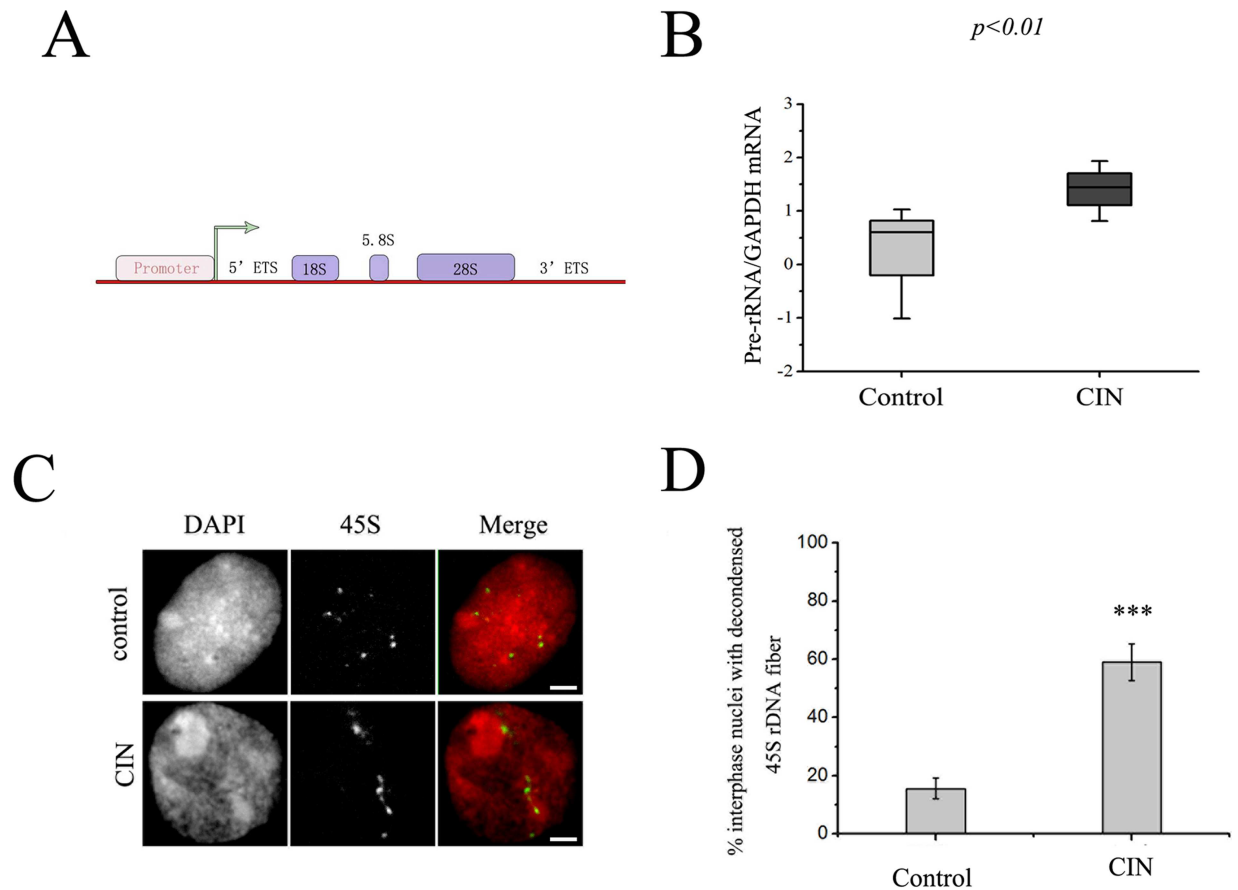 A
Promoter
5' ETS
18S
5.8S
28S
3' ETS
B
p<0.01
Pre-rRNA/GAPDH mRNA
3
2
1
0
-1
-2
Control
CIN
C
DAPI
45S
Merge
control
CIN
D
% interphase nuclei with decondensed
45S rDNA fiber
100
80
60
40
20
0
***
Control
CIN